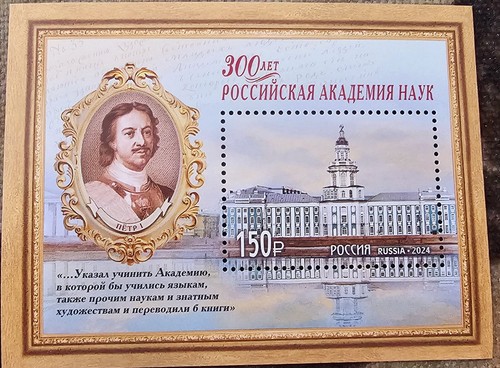 300 ЛЕТ
РОССИЙСКАЯ АКАДЕМИЯ НАУК
ПЁТР I
150₽
РОССИЯ RUSSIA • 2024
«...Указал учинить Академию,
в которой бы учились языкам,
также прочим наукам и знатным
художествам и переводили б книги»